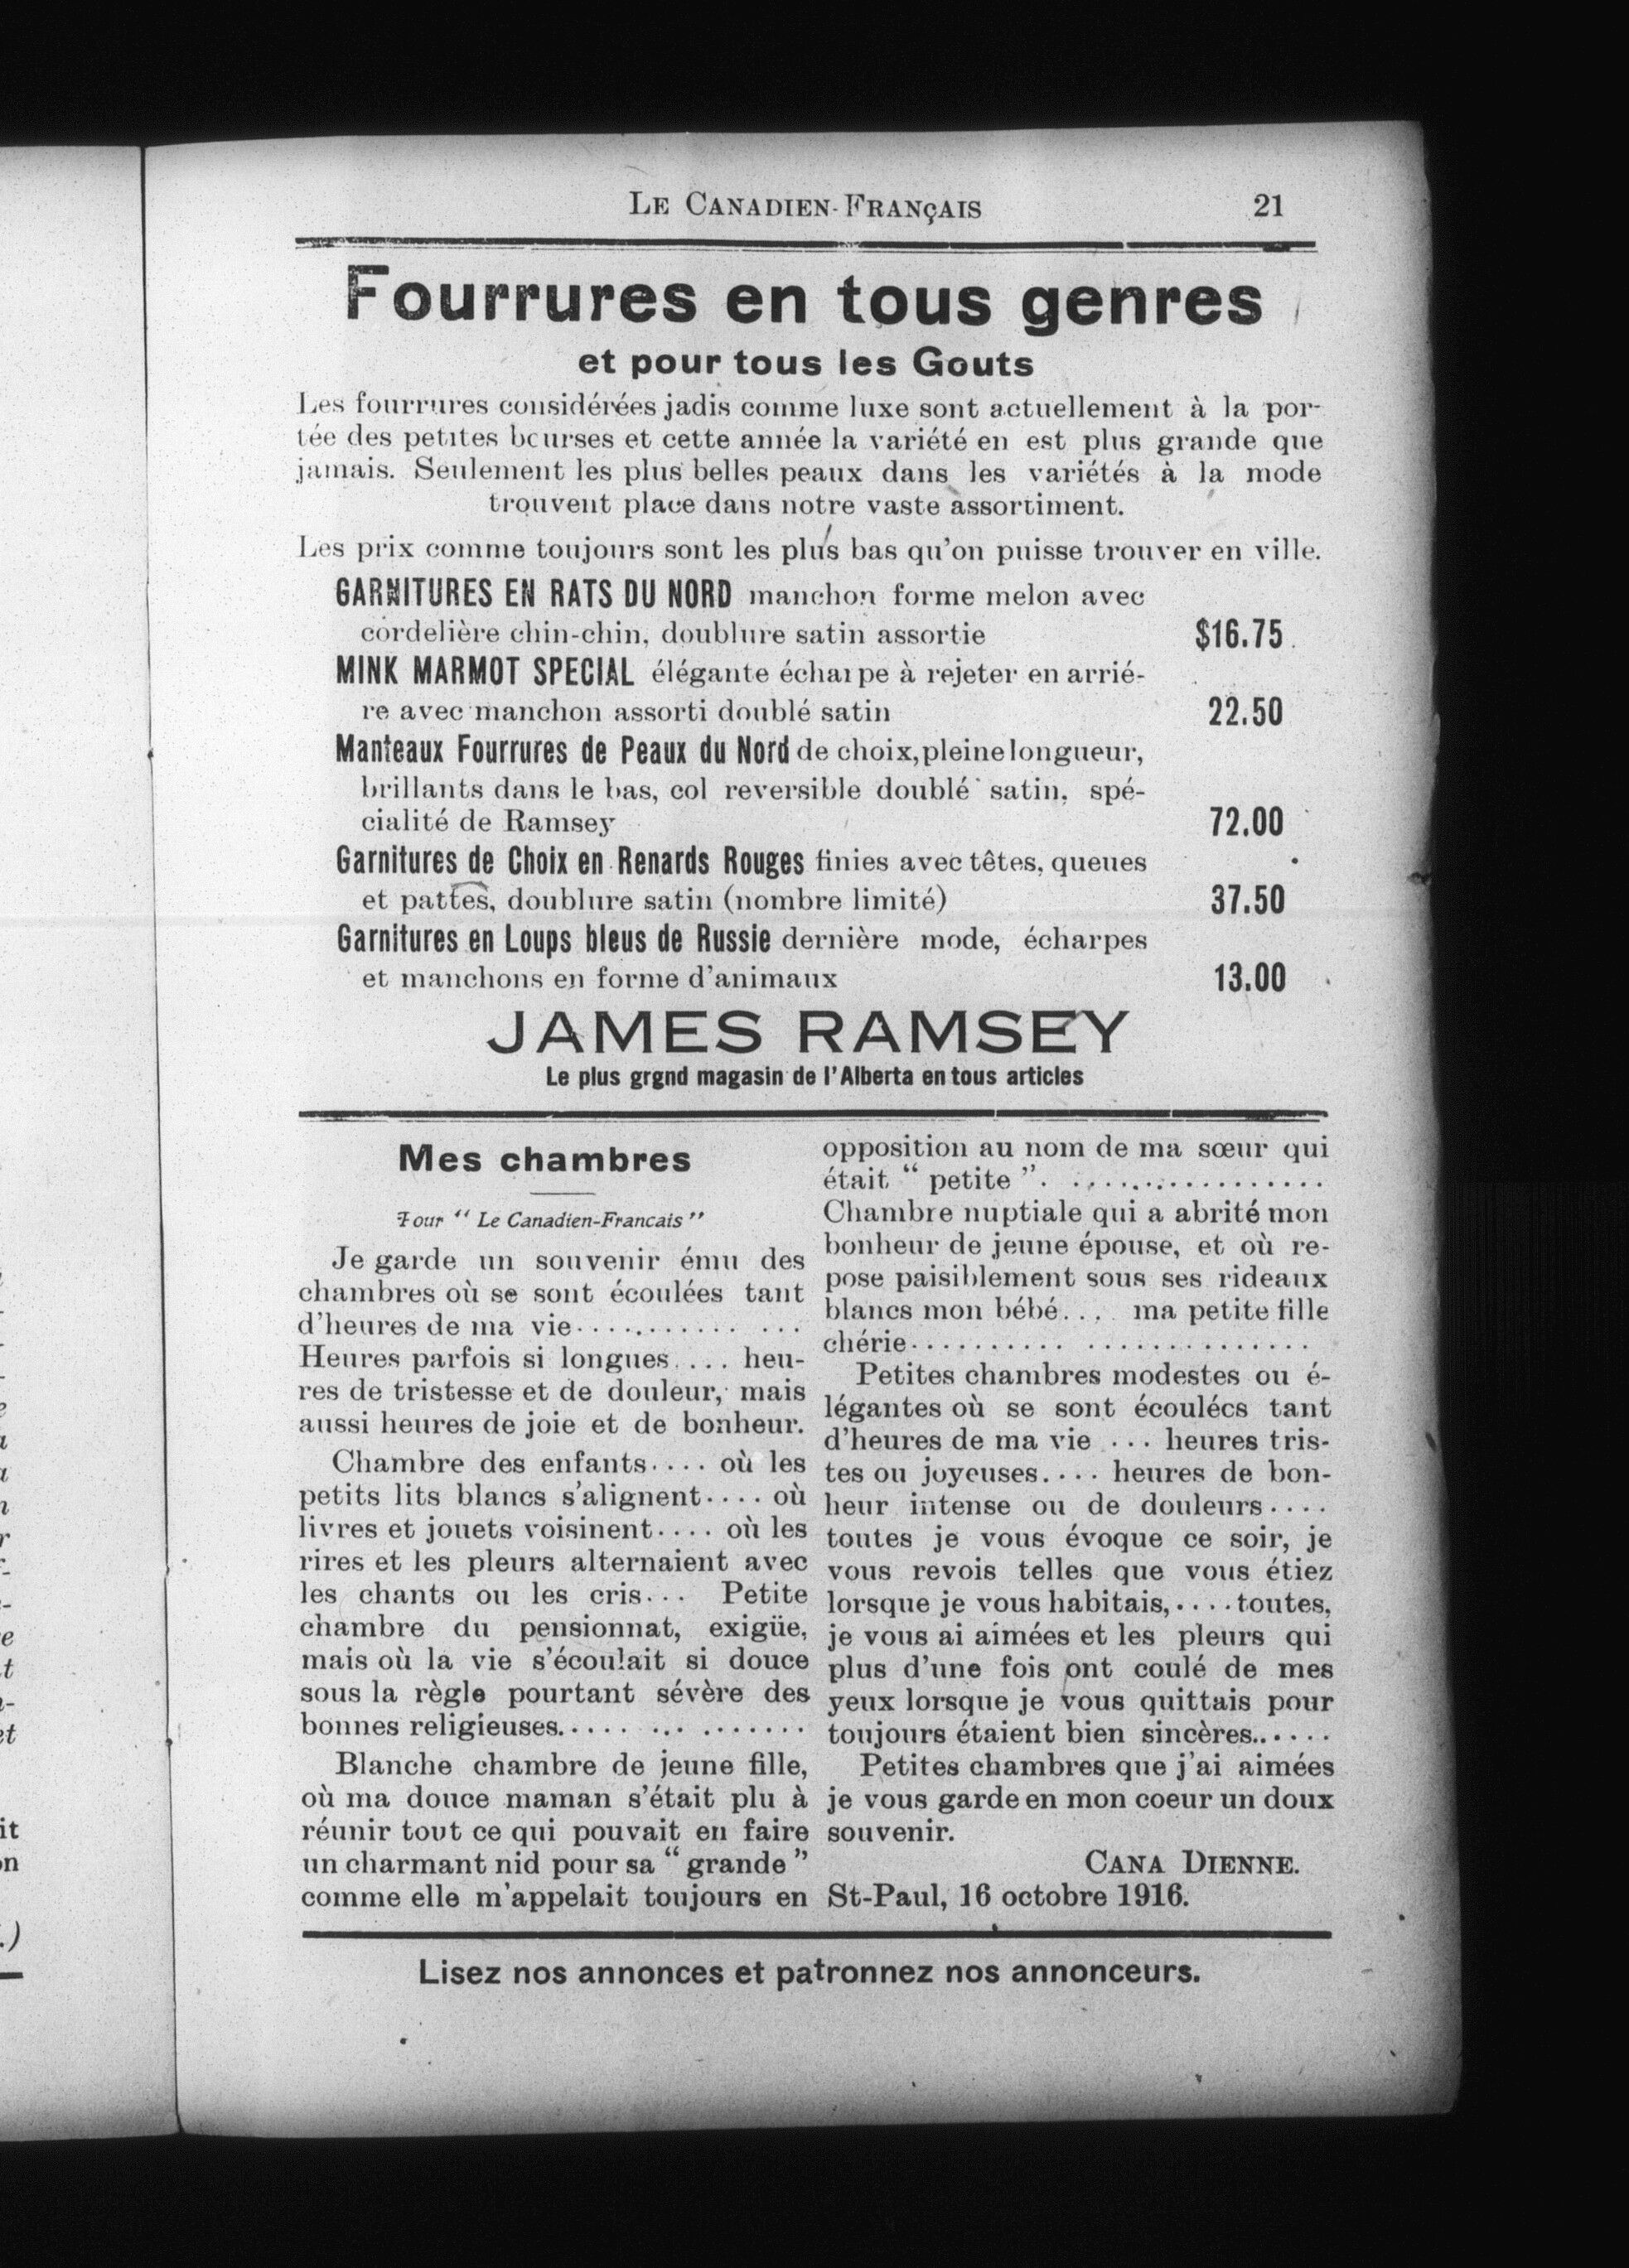 LE CANADIEN-FRANÇAIS 21
Fourrures en tous genres
et pour tous les Gouts
Les fourrures considérées jadis comme luxe sont actuellement à la por-
tée des petites bourses et cette année la variété en est plus grande que
jamais. Seulement les plus belles peaux dans les variétés à la mode
trouvent place dans notre vaste assortiment.
Les prix comme toujours sont les plus bas qu'on puisse trouver en ville.
GARNITURES EN RATS DU NORD manchon forme melon avec
cordelière chin-chin, doublure satin assortie $16.75
MINK MARMOT SPECIAL élégante écharpe à rejeter en arrié-
re avec manchon assorti doublé satin 22.50
Manteaux Fourrures de Peaux du Nord de choix, pleine longueur,
brillants dans le bas, col reversible doublé satin, spé-
cialité de Ramsey 72.00
Garnitures de Choix en Renards Rouges finies avec têtes, queues
et pattes, doublure satin (nombre limité) 37.50
Garnitures en Loups bleus de Russie dernière mode, écharpes
et manchons en forme d'animaux 13.00
JAMES RAMSEY
Le plus grgnd magasin de l'Alberta en tous articles
Mes chambres
Pour "Le Canadien-Francais"
Je garde un souvenir ému des
chambres où se sont écoulées tant
d'heures de ma vie............ ...
Heures parfois si longues.... heu-
res de tristesse et de douleur, mais
aussi heures de joie et de bonheur.
Chambre des enfants.... où les
petits lits blancs s'alignent.... où
livres et jouets voisinent.... où les
rires et les pleurs alternaient avec
les chants ou les cris... Petite
chambre du pensionnat, exigüe,
mais où la vie s'écoulait si douce
sous la règle pourtant sévère des
bonnes religieuses..... ... .......
Blanche chambre de jeune fille,
où ma douce maman s'était plu à
réunir tout ce qui pouvait en faire
un charmant nid pour sa "grande"
comme elle m'appelait toujours en
opposition au nom de ma sœur qui
était "petite". .................
Chambre nuptiale qui a abrité mon
bonheur de jeune épouse, et où re-
pose paisiblement sous ses rideaux
blancs mon bébé.... ma petite fille
chérie........... ...............
Petites chambres modestes ou é-
légantes où se sont écoulécs tant
d'heures de ma vie ... heures tris-
tes ou joyeuses.... heures de bon-
heur intense ou de douleurs....
toutes je vous évoque ce soir, je
vous revois telles que vous étiez
lorsque je vous habitais,....toutes,
je vous ai aimées et les pleurs qui
plus d'une fois ont coulé de mes
yeux lorsque je vous quittais pour
toujours étaient bien sincères......
Petites chambres que j'ai aimées
je vous garde en mon coeur un doux
souvenir.
CANA DIENNE.
St-Paul, 16 octobre 1916.
Lisez nos annonces et patronnez nos annonceurs.